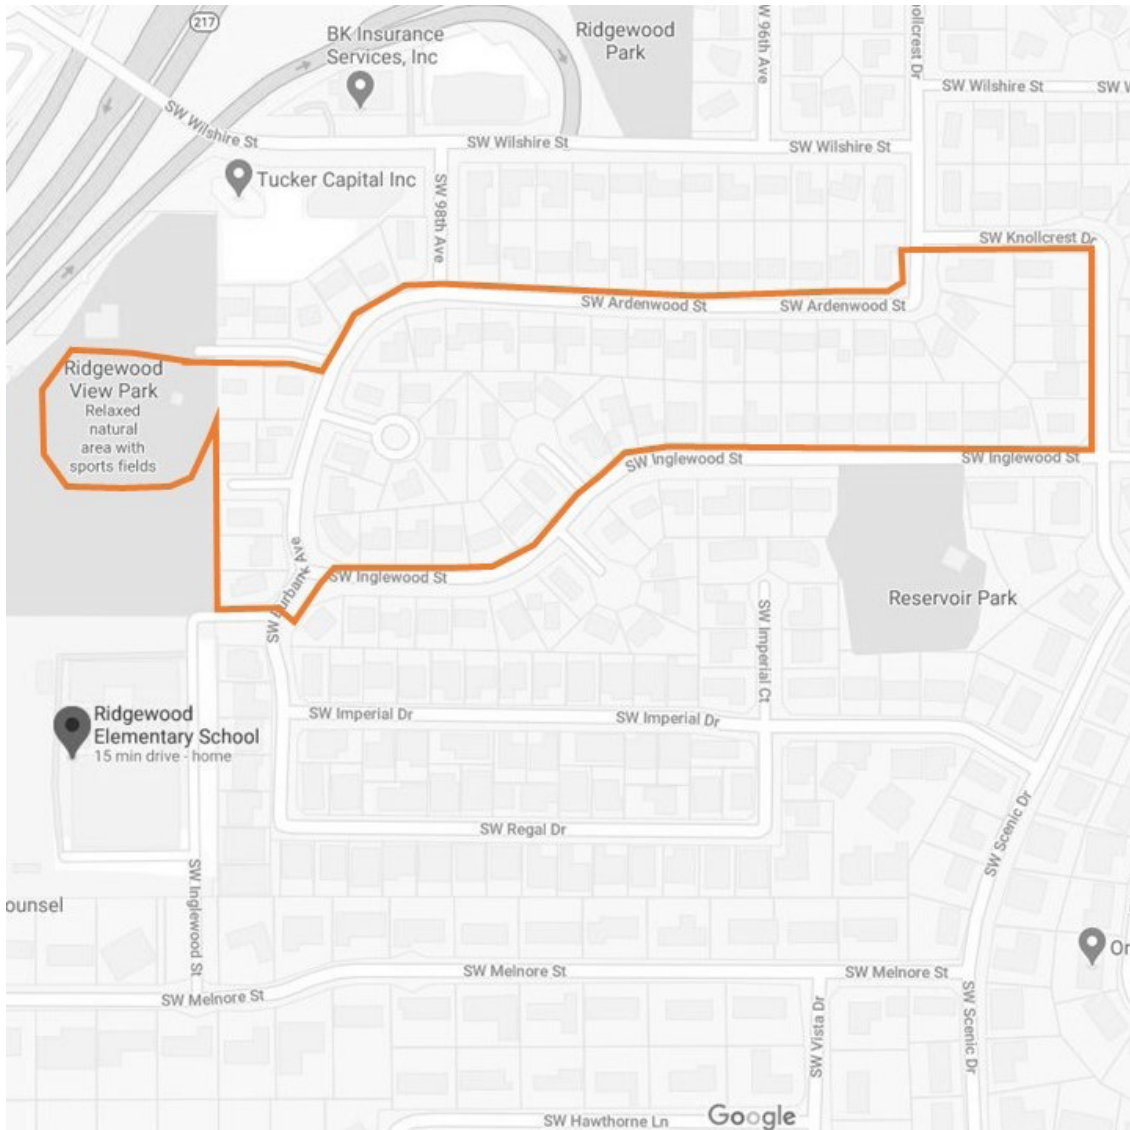 217
BK Insurance
Services, Inc
Ridgewood
Park
SW 96th Ave
Knollcrest Dr
SW Wilshire St
SW Wilshire St
SW Wilshire St
SW Wilshire St
SW W
Tucker Capital Inc
SW 98th Ave
SW Knollcrest Dr
SW Ardenwood St
SW Ardenwood St
Ridgewood
View Park
Relaxed
natural
area with
sports fields
SW Inglewood St
SW Inglewood St
SW Burbank Ave
SW Inglewood St
Reservoir Park
SW Imperial Ct
Ridgewood
Elementary School
15 min drive - home
SW Imperial Dr
SW Imperial Dr
SW Regal Dr
SW Scenic Dr
SW Inglewood St
ounsel
Or
SW Melnore St
SW Melnore St
SW Melnore St
SW Vista Dr
SW Scenic Dr
SW Hawthorne Ln
Google